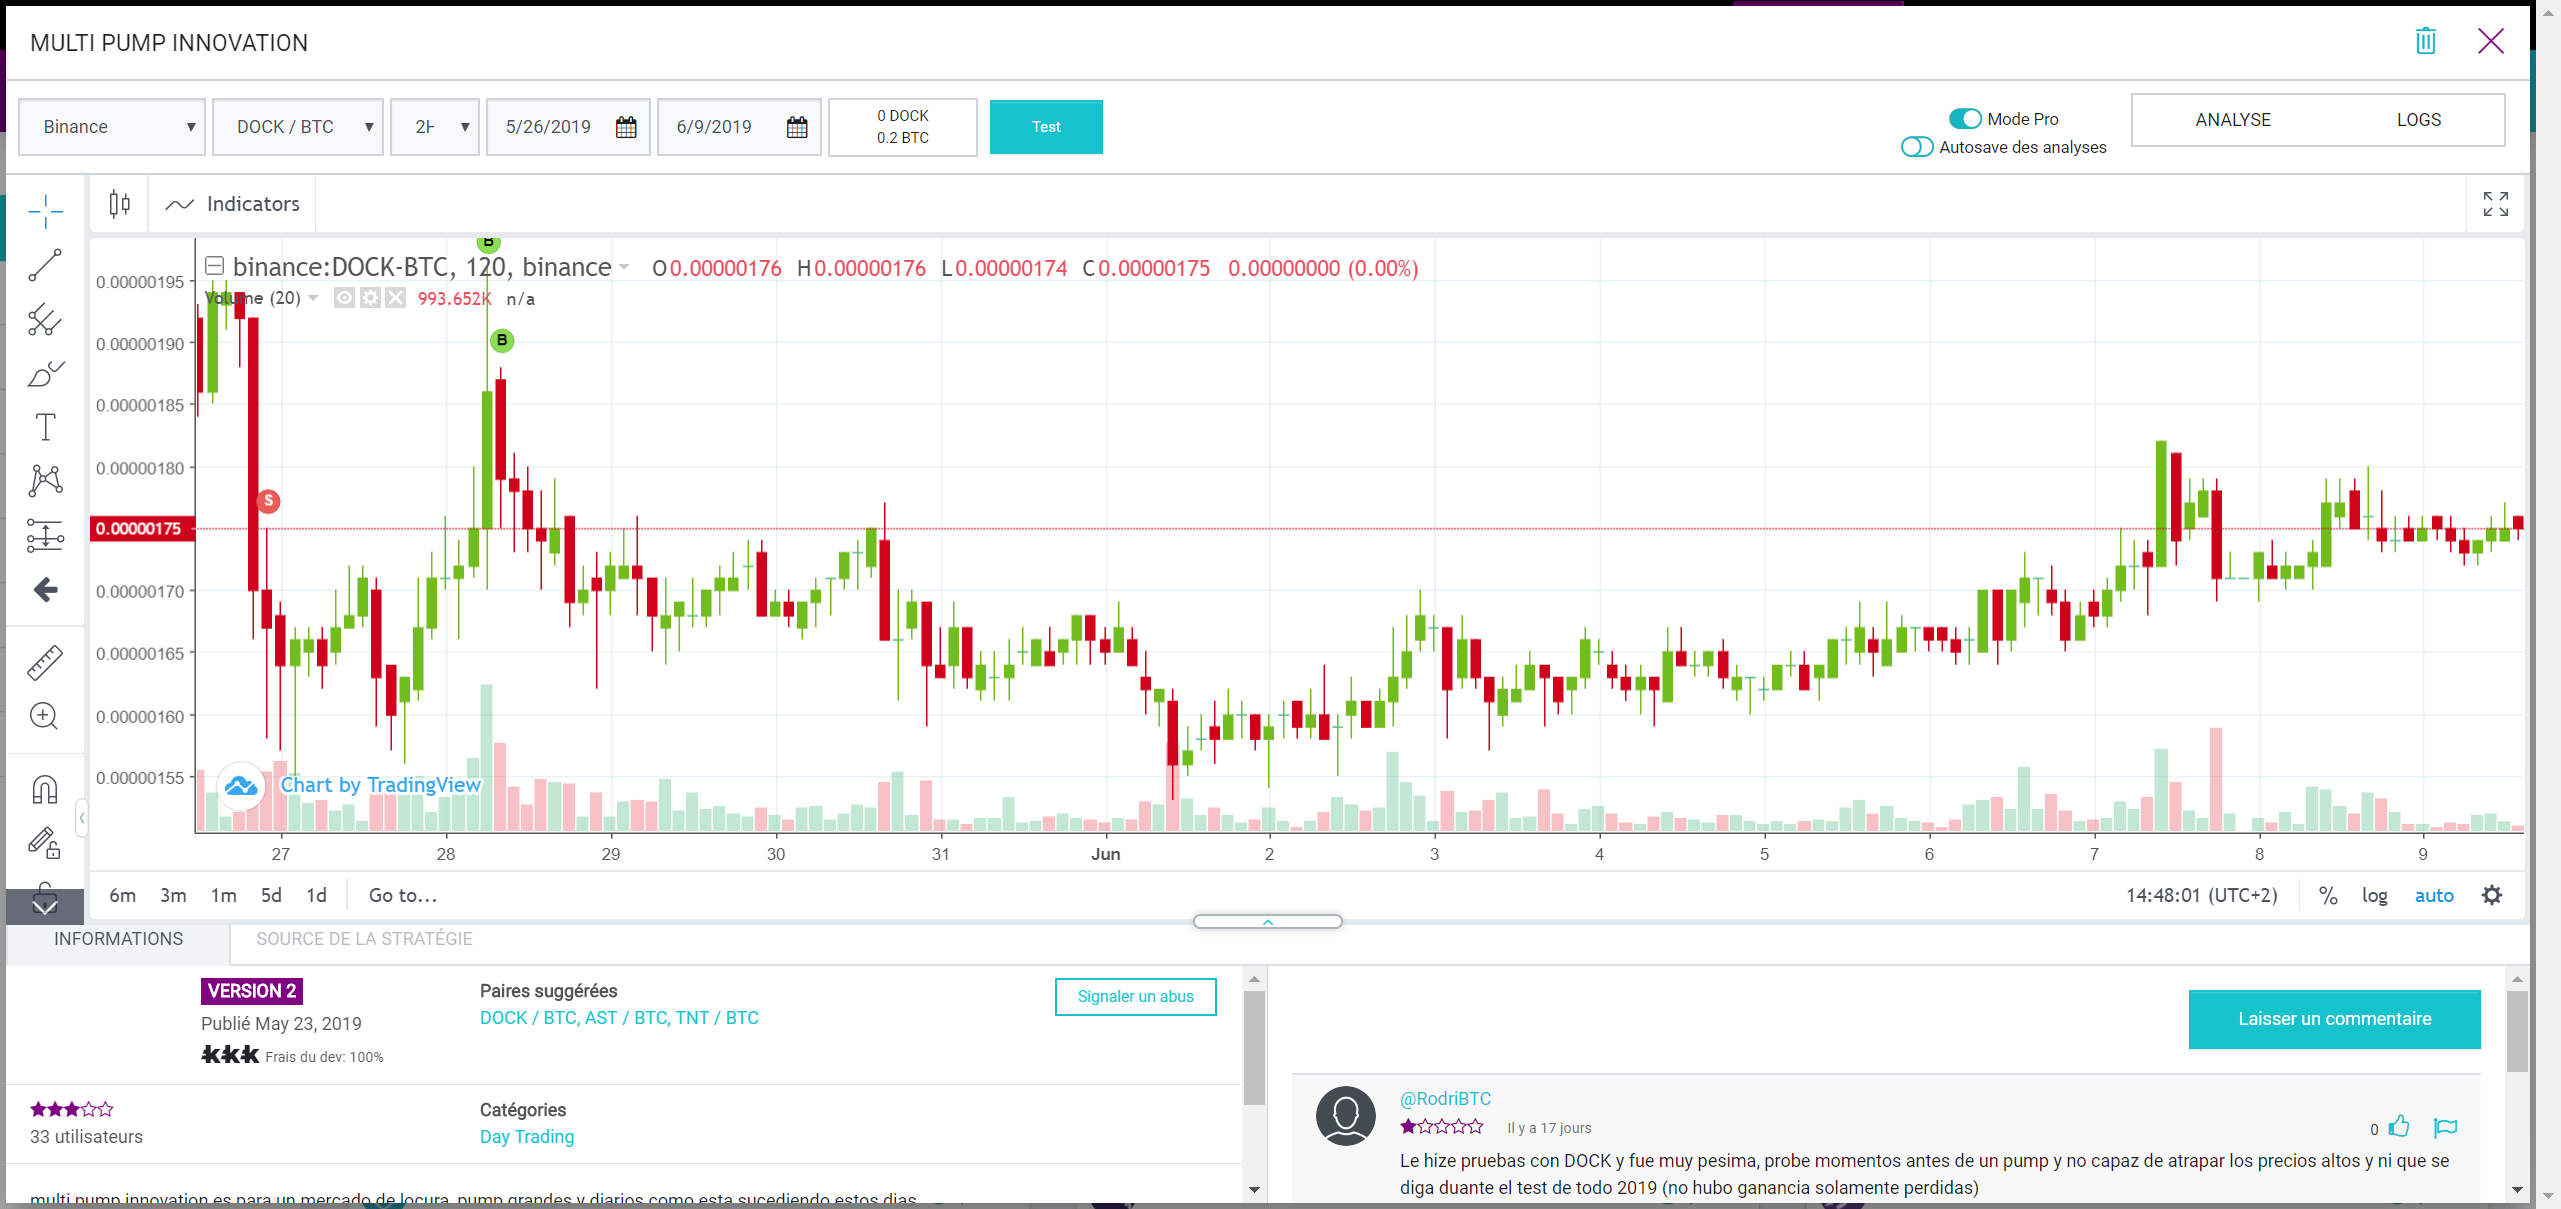 MULTI PUMP INNOVATION
Binance
DOCK / BTC
5/26/2019
6/9/2019
0 DOCK
0.2 BTC
Test
Mode Pro
Autosave des analyses
ANALYSE
LOGS
Indicators
B
binance:DOCK-BTC, 120, binance
O0.00000176 H0.00000176 L0.00000174 C0.00000175 0.00000000 (0.00%)
Volume (20) 993.652K n/a
B
S
0.00000195
0.00000190
0.00000185
0.00000180
0.00000175
0.00000170
0.00000165
0.00000160
0.00000155
Chart by TradingView
27 28 29 30 31 Jun 2 3 4 5 6 7 8 9
6m 3m 1m 5d 1d Go to...
14:48:01 (UTC+2) % log auto
INFORMATIONS
SOURCE DE LA STRATÉGIE
VERSION 2
Publié May 23, 2019
Frais du dev: 100%
Paires suggérées
DOCK / BTC, AST / BTC, TNT / BTC
Signaler un abus
33 utilisateurs
Catégories
Day Trading
multi pump innovation es para un mercado de locura, pump grandes y diarios como esta sucediendo estos dias
Laisser un commentaire
@RodriBTC
Il y a 17 jours
0
Le hize pruebas con DOCK y fue muy pesima, probe momentos antes de un pump y no capaz de atrapar los precios altos y ni que se
diga duante el test de todo 2019 (no hubo ganancia solamente perdidas)